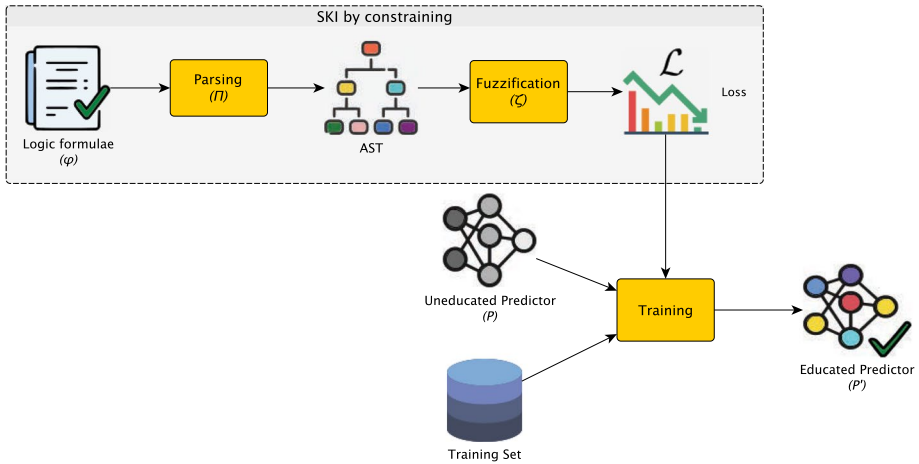 SKI by constraining
Logic formulae
(φ)
Parsing
(Π)
AST
Fuzzification
(ζ)
ℒ
Loss
Uneducated Predictor
(P)
Training
Training Set
Educated Predictor
(P')